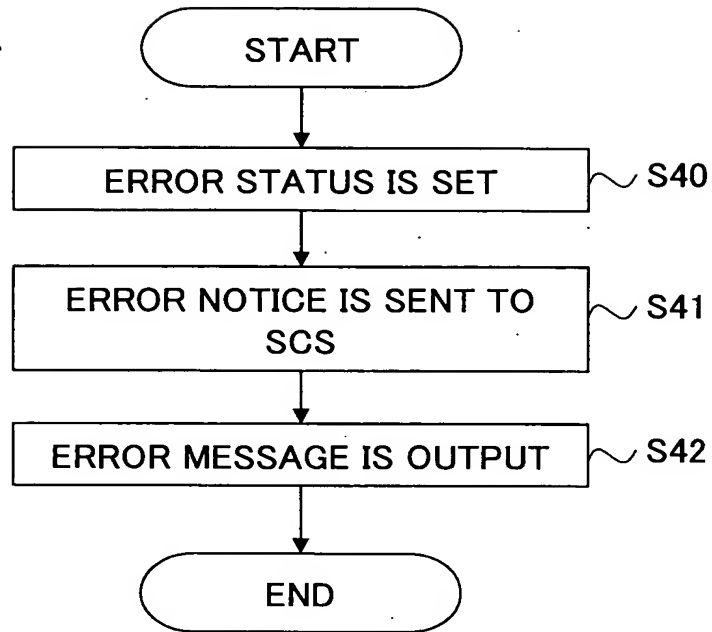 START
ERROR STATUS IS SET
S40
ERROR NOTICE IS SENT TO
SCS
S41
ERROR MESSAGE IS OUTPUT
S42
END